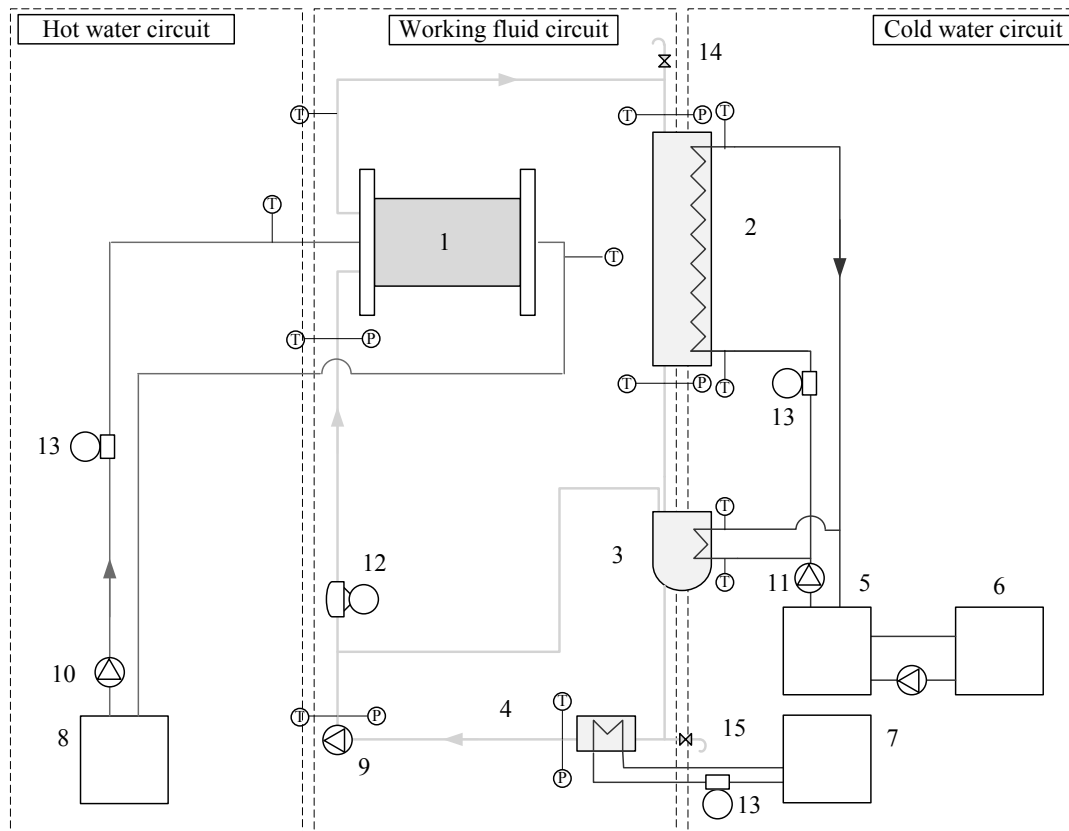 Hot water circuit
Working fluid circuit
Cold water circuit
14
T
T
P
T
T
1
2
T
T
P
T
P
T
13
13
T
3
12
T
11
5
6
10
T
P
4
T
15
8
9
P
7
13